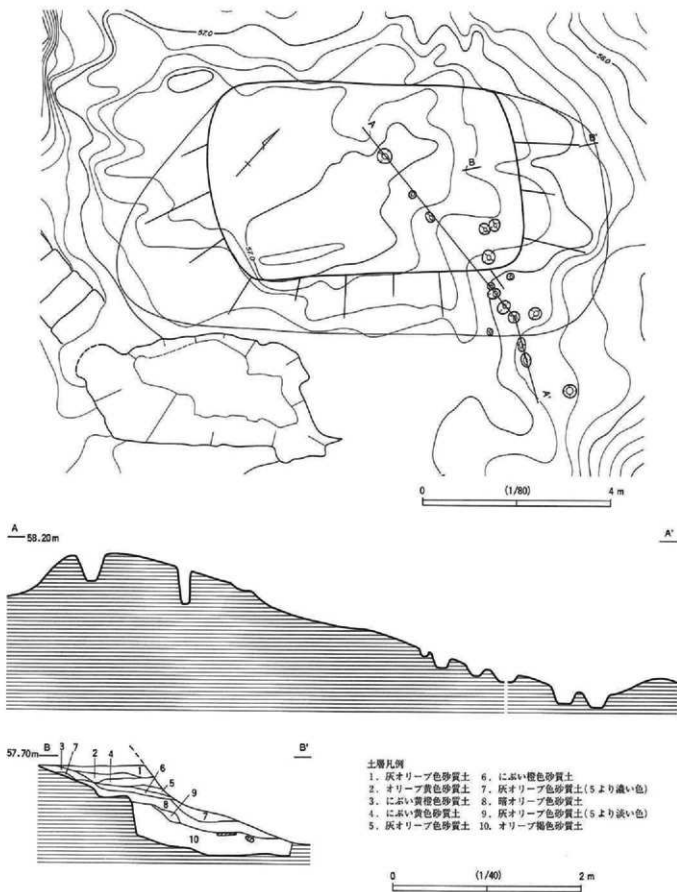 52.0
58.0
A
B
B'
57.0
A'
(1/80)
0 4 m
A A'
58.20m
B B'
57.70m
3 7 2 4 1 6 5 9 8 7 10
土層凡例
1. 灰オリーブ色砂質土 6. にぶい橙色砂質土
2. オリーブ黄色砂質土 7. 灰オリーブ色砂質土(5より濃い色)
3. にぶい黄橙色砂質土 8. 暗オリーブ色砂質土
4. にぶい黄色砂質土 9. 灰オリーブ色砂質土(5より淡い色)
5. 灰オリーブ色砂質土 10. オリーブ褐色砂質土
(1/40)
0 2 m